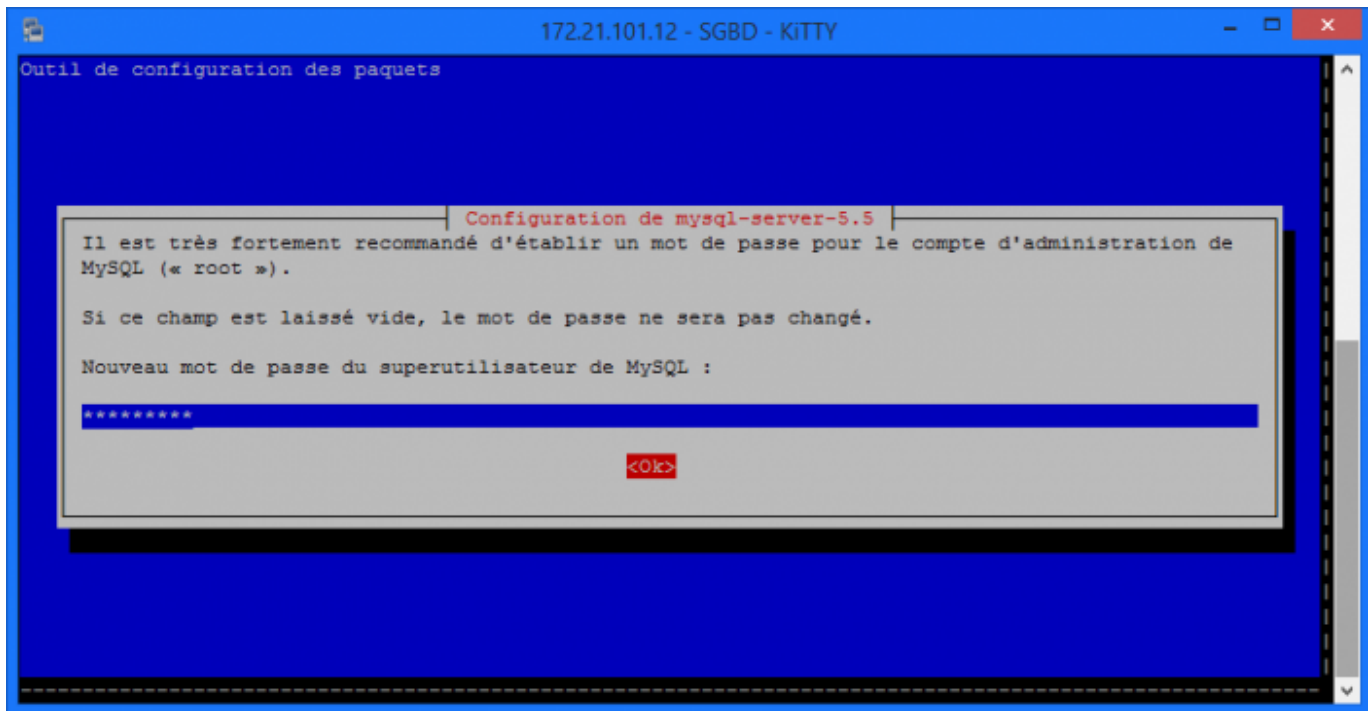 172.21.101.12 - SGBD - KiTTY
Outil de configuration des paquets
Configuration de mysql-server-5.5
Il est très fortement recommandé d'établir un mot de passe pour le compte d'administration de
MySQL (« root »).
Si ce champ est laissé vide, le mot de passe ne sera pas changé.
Nouveau mot de passe du superutilisateur de MySQL :
*********
<Ok>